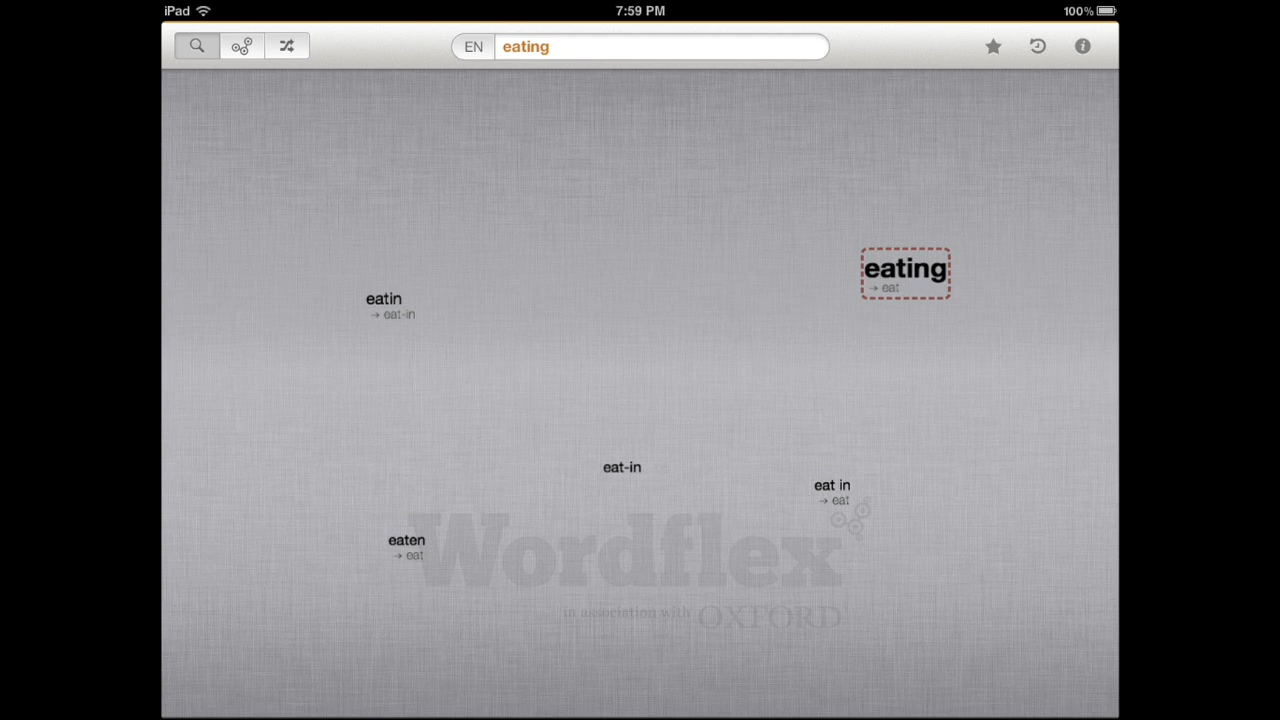 iPad 7:59 PM 100%
EN eating
eating
→ eat
eatin
→ eat-in
eat-in
eat in
→ eat
eaten
→ eat
Wordflex
in association with OXFORD